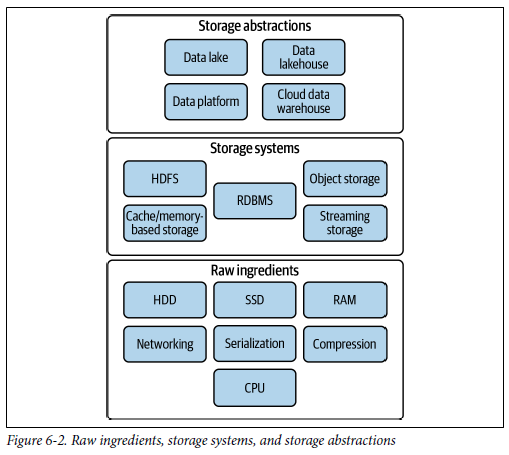 Storage abstractions
Data lake
Data
lakehouse
Data platform
Cloud data
warehouse
Storage systems
HDFS
RDBMS
Object storage
Cache/memory-
based storage
Streaming
storage
Raw ingredients
HDD
SSD
RAM
Networking
Serialization
Compression
CPU
Figure 6-2. Raw ingredients, storage systems, and storage abstractions